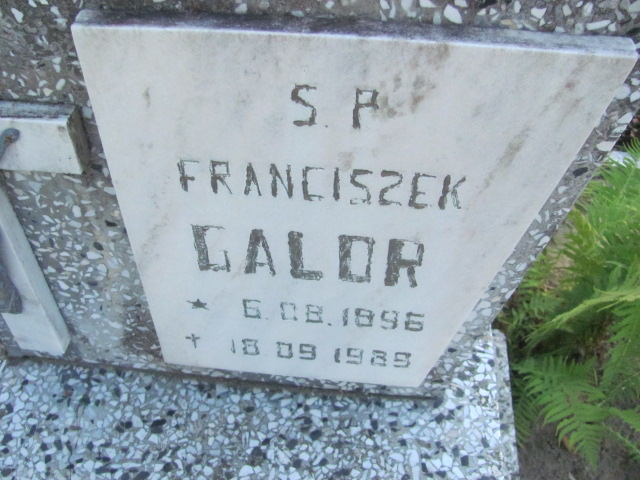 S. P.
FRANCISZEK
GALOR
* 6.08.1896
† 18 09 1989